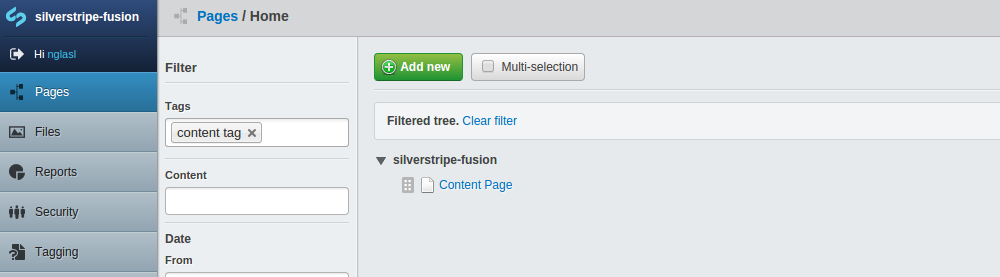 silverstripe-fusion
Hi nglasl
Pages
Files
Reports
Security
Tagging
Pages / Home
Filter
Tags
content tag ×
Content
Date
From
Add new
Multi-selection
Filtered tree. Clear filter
silverstripe-fusion
Content Page